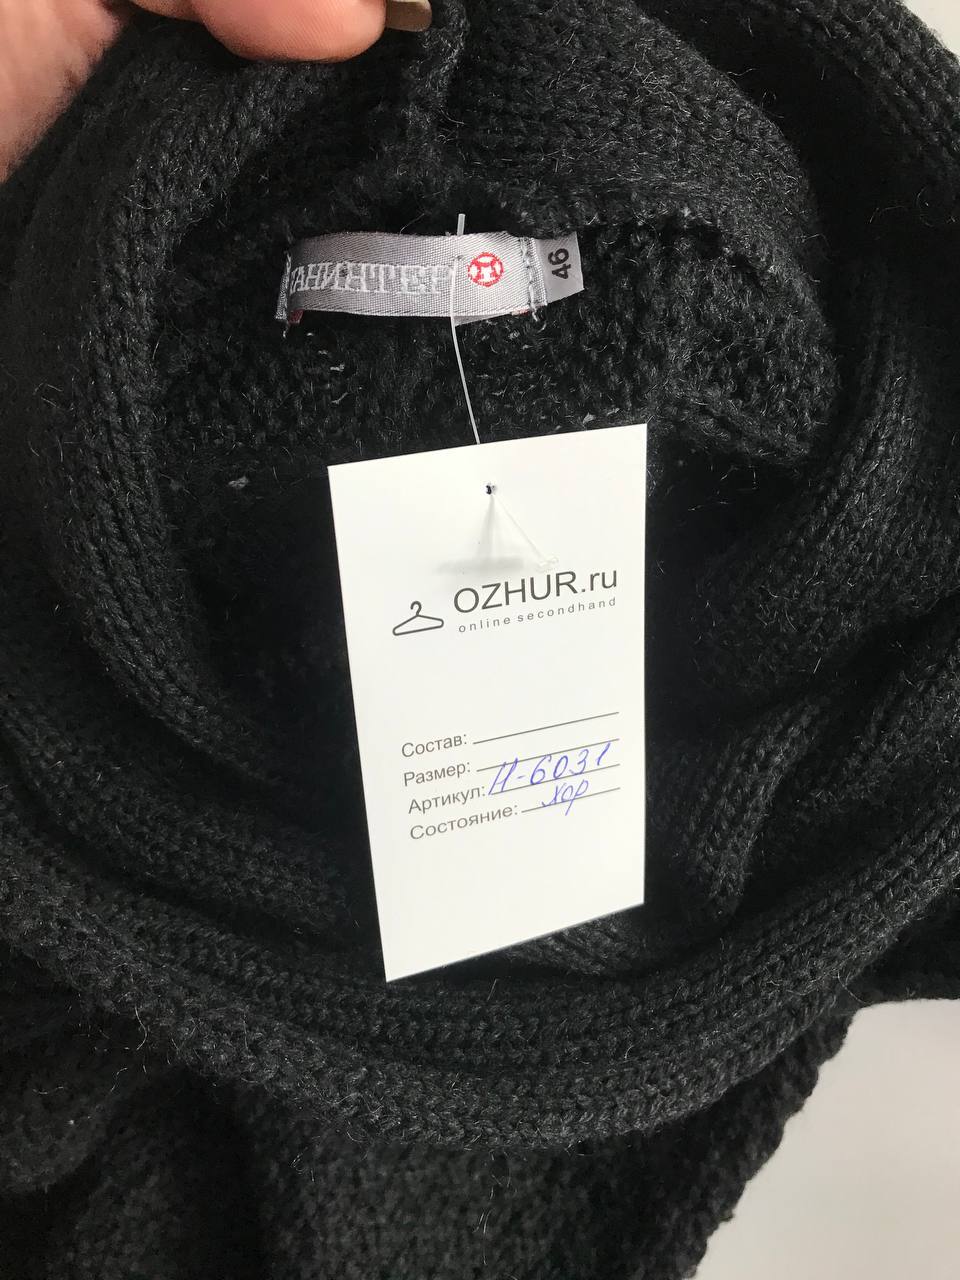 ТАНИНТЕР
46
OZHUR.ru
online secondhand
Состав:
Размер:
Артикул: Н-6031
Состояние: хор